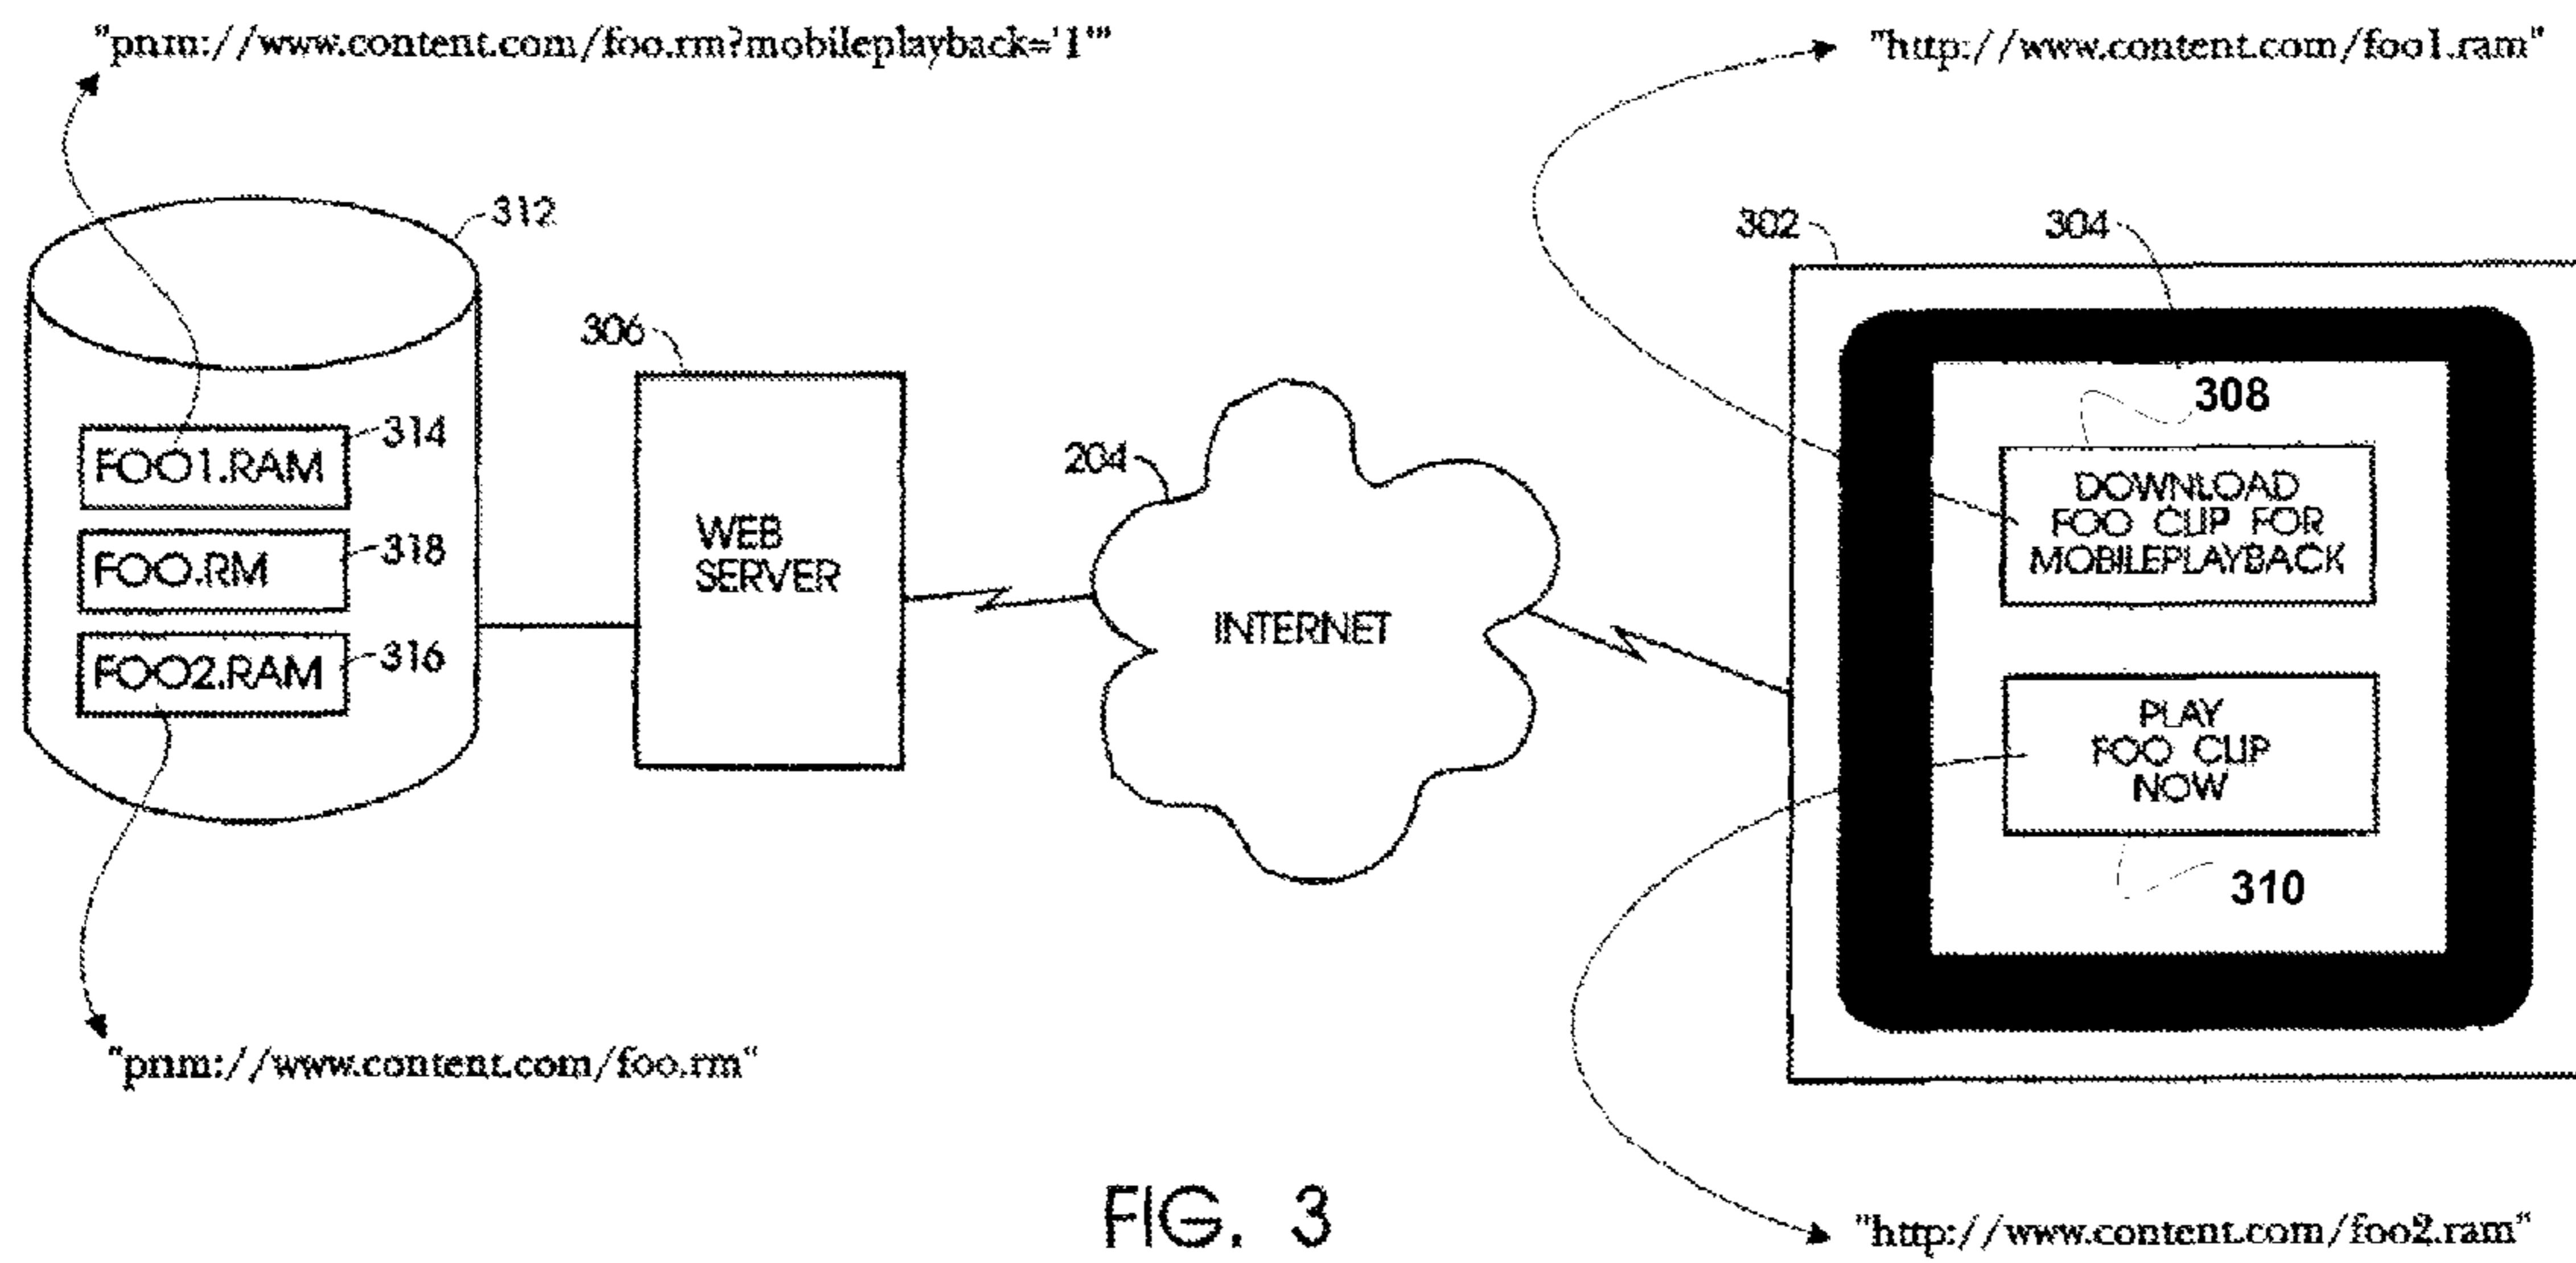 "pnm://www.content.com/foo.rm?mobileplayback='1'"
"http://www.content.com/foo1.ram"
312
302
304
306
308
314
FOO1.RAM
204
DOWNLOAD
FOO CLIP FOR
MOBILEPLAYBACK
318
FOO.RM
WEB
SERVER
INTERNET
316
FOO2.RAM
PLAY
FOO CLIP
NOW
310
"pnm://www.content.com/foo.rm"
FIG. 3
"http://www.content.com/foo2.ram"